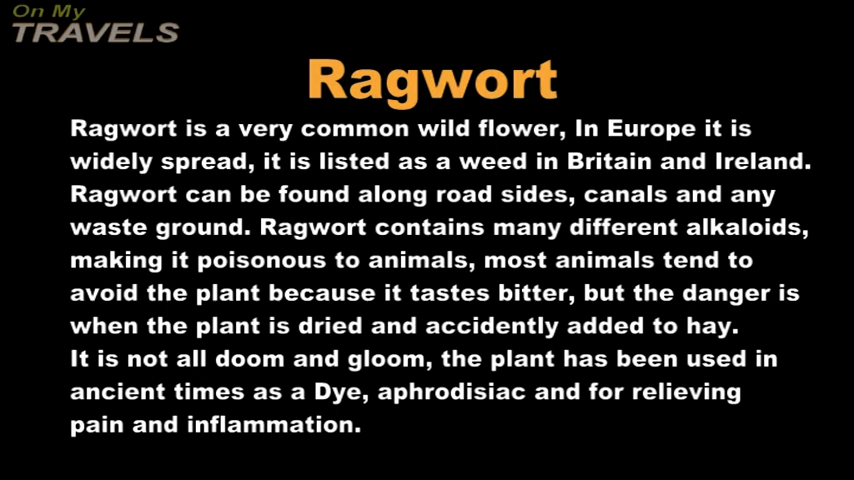 On My
TRAVELS
Ragwort
Ragwort is a very common wild flower, In Europe it is
widely spread, it is listed as a weed in Britain and Ireland.
Ragwort can be found along road sides, canals and any
waste ground. Ragwort contains many different alkaloids,
making it poisonous to animals, most animals tend to
avoid the plant because it tastes bitter, but the danger is
when the plant is dried and accidently added to hay.
It is not all doom and gloom, the plant has been used in
ancient times as a Dye, aphrodisiac and for relieving
pain and inflammation.